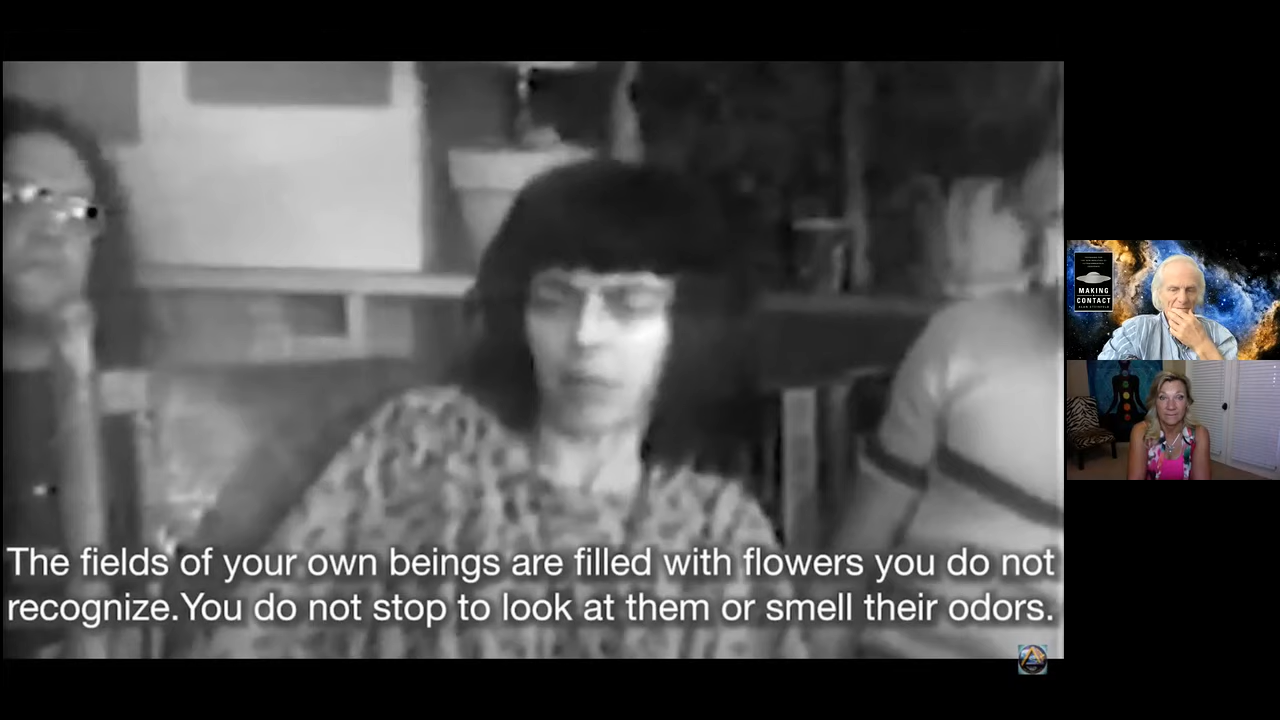 The fields of your own beings are filled with flowers you do not
recognize.You do not stop to look at them or smell their odors.
MAKING
CONTACT